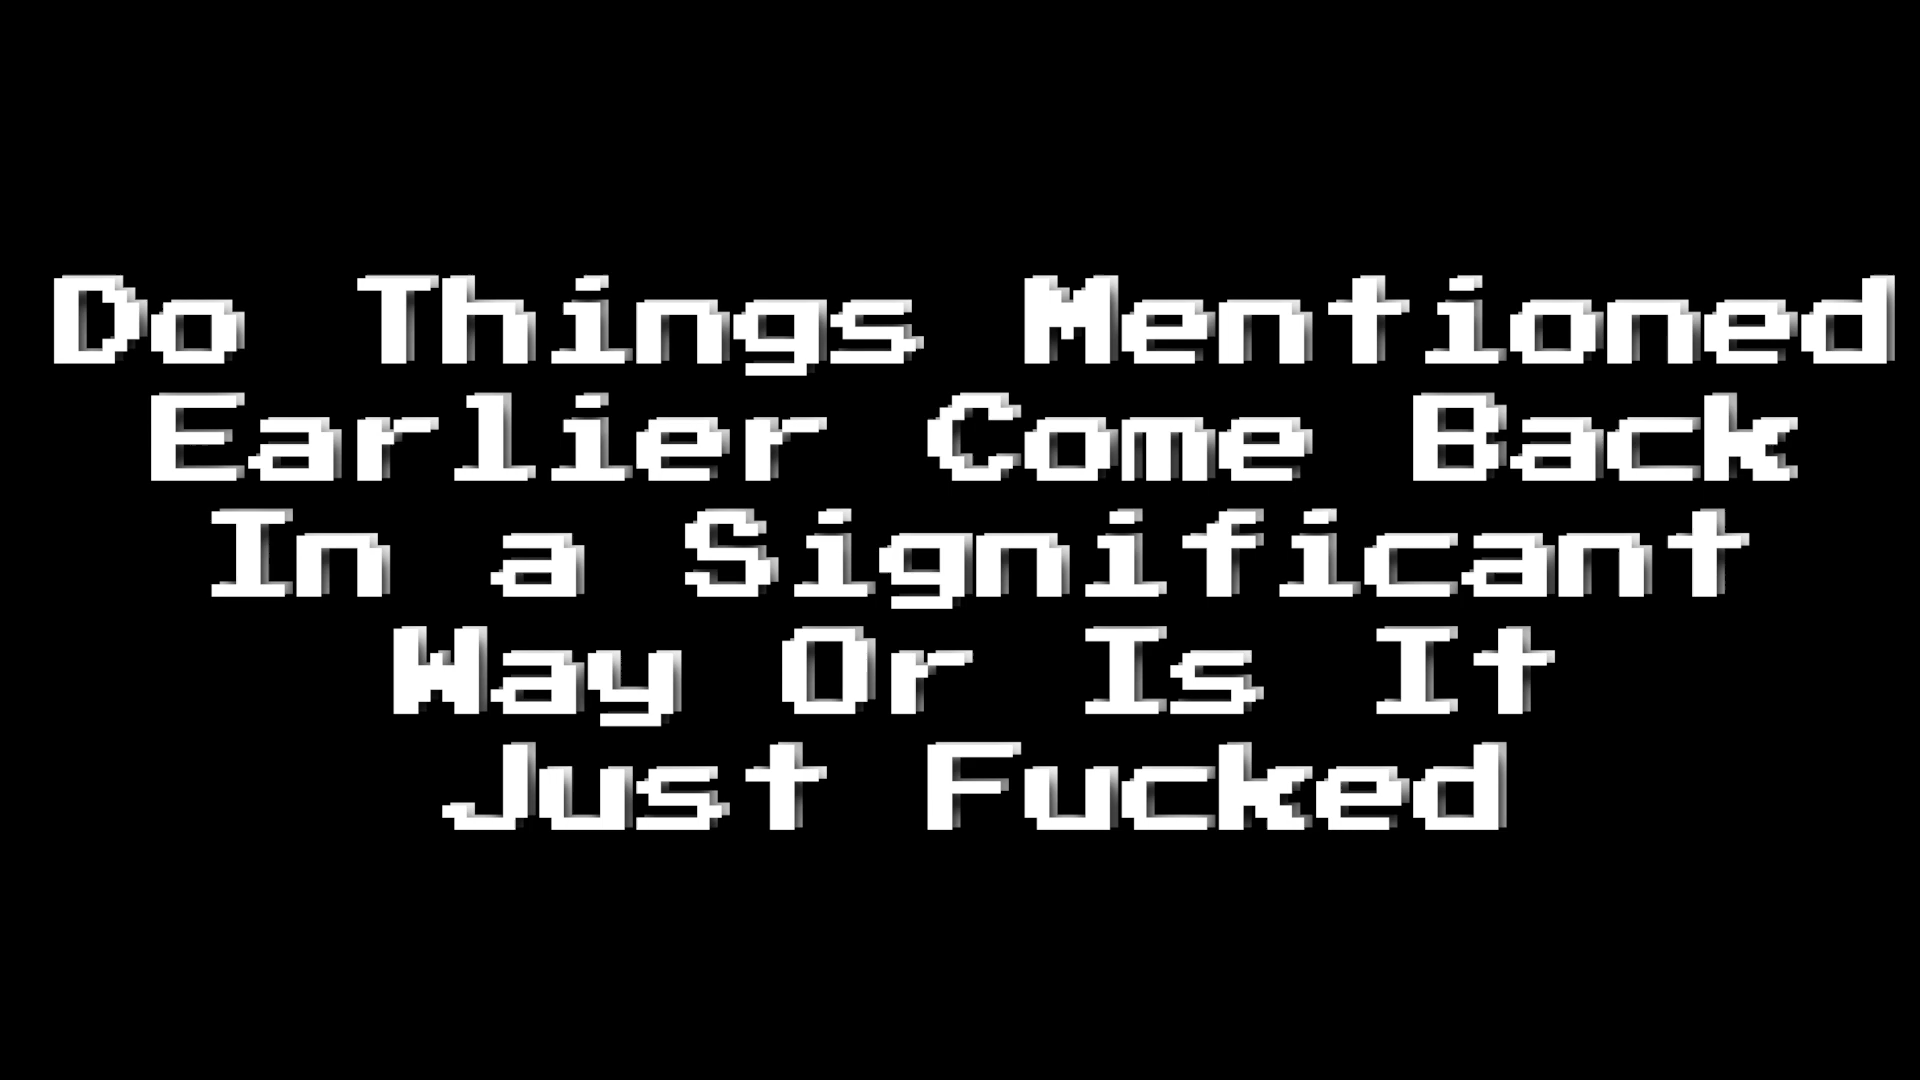 Do Things Mentioned
Earlier Come Back
In a Significant
Way Or Is It
Just Fucked